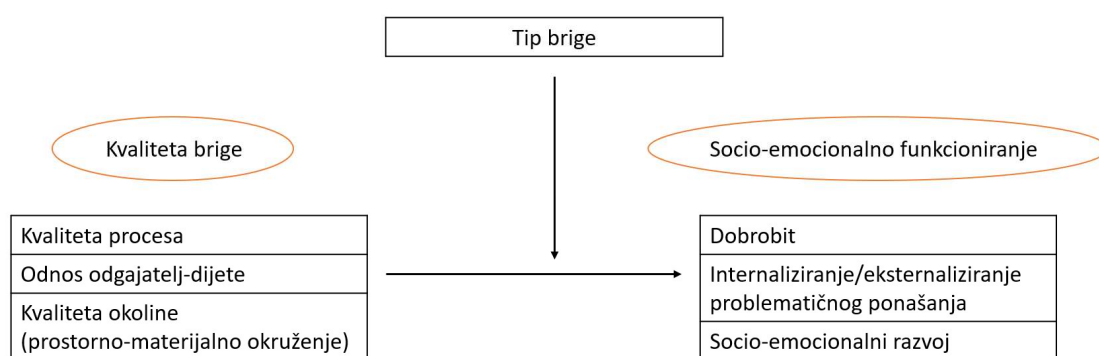 Tip brige
Kvaliteta brige
Socio-emocionalno funkcioniranje
Kvaliteta procesa
Odnos odgajatelj-dijete
Kvaliteta okoline
(prostorno-materijalno okruženje)
Dobrobit
Internaliziranje/eksternaliziranje
problematičnog ponašanja
Socio-emocionalni razvoj